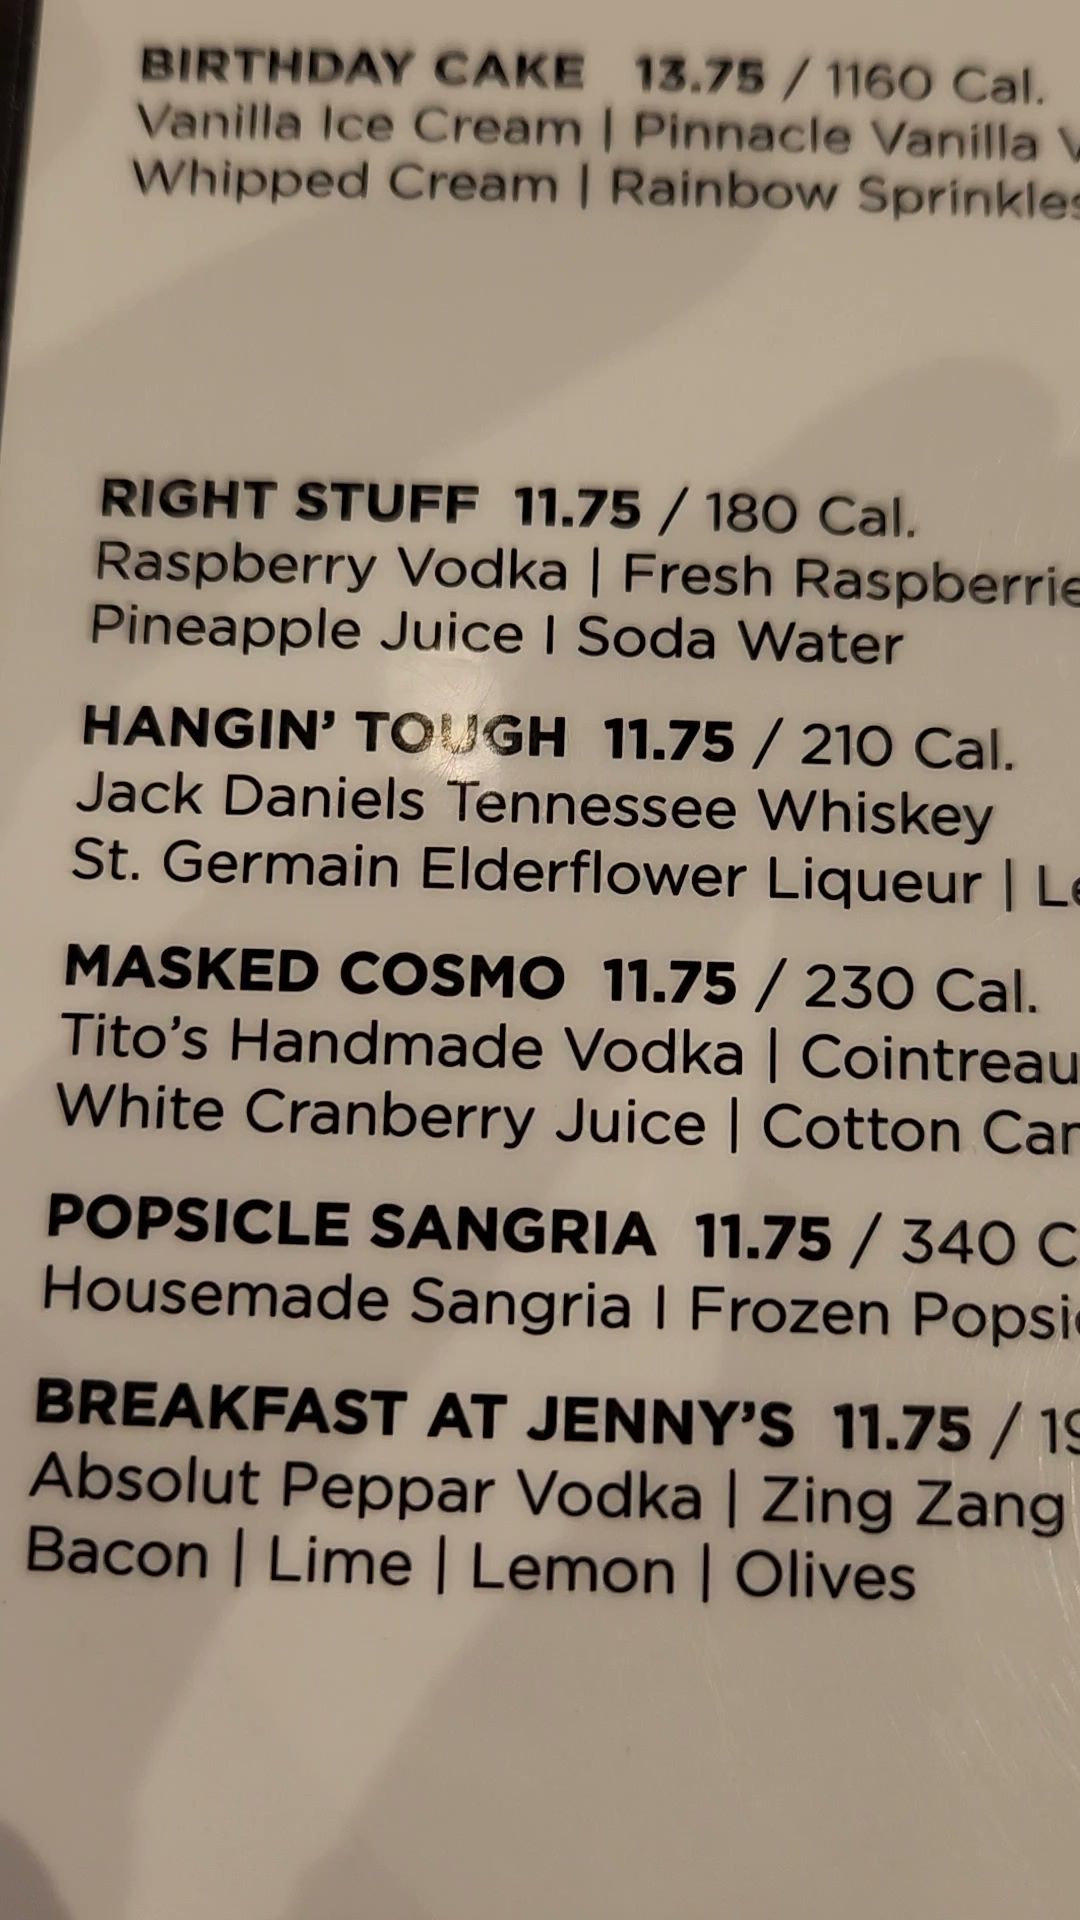 BIRTHDAY CAKE 13.75 / 1160 Cal.
Vanilla Ice Cream | Pinnacle Vanilla
Whipped Cream | Rainbow Sprinkles
RIGHT STUFF 11.75 / 180 Cal.
Raspberry Vodka | Fresh Raspberrie
Pineapple Juice I Soda Water
HANGIN' TOUGH 11.75 / 210 Cal.
Jack Daniels Tennessee Whiskey
St. Germain Elderflower Liqueur |
MASKED COSMO 11.75 / 230 Cal.
Tito's Handmade Vodka | Cointreau
White Cranberry Juice | Cotton
POPSICLE SANGRIA 11.75 / 340
Housemade Sangria I Frozen
BREAKFAST AT JENNY'S 11.75 /
Absolut Peppar Vodka | Zing Zang
Bacon | Lime | Lemon | Olives